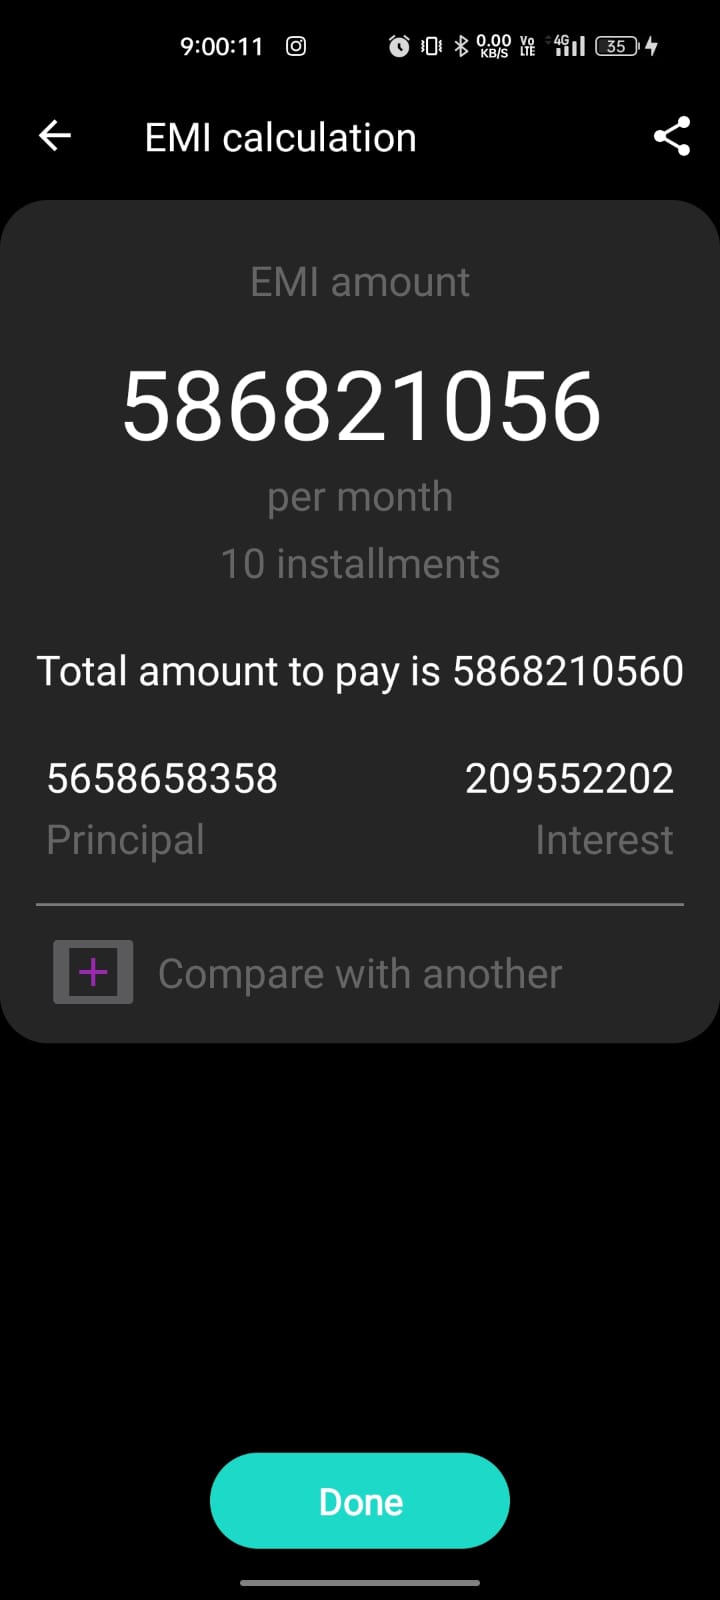 9:00:11 0.00 KB/S Vo LTE 4G 35
EMI calculation
EMI amount
586821056
per month
10 installments
Total amount to pay is 5868210560
5658658358 209552202
Principal Interest
Compare with another
Done